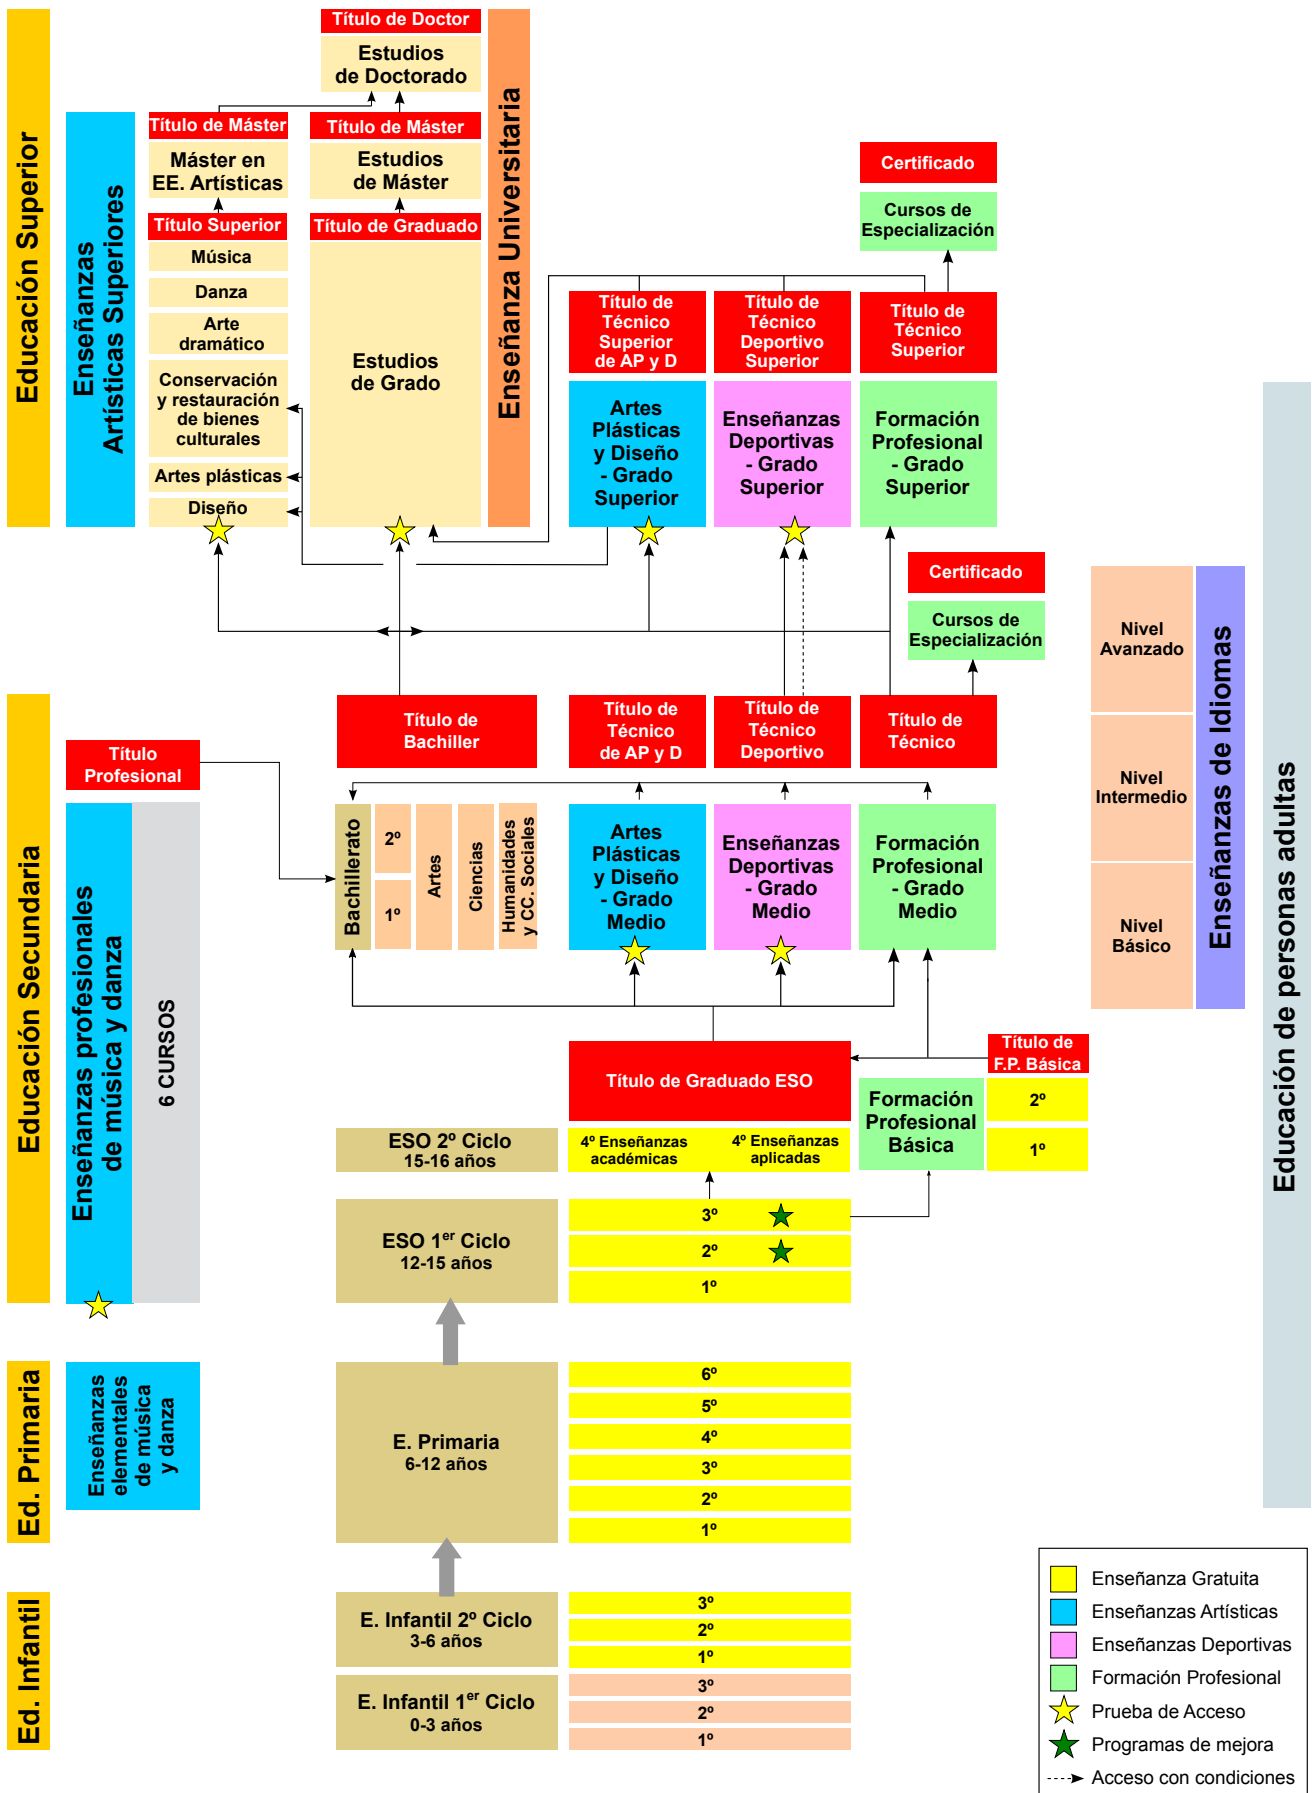 Educación Superior
Enseñanzas
Artísticas Superiores
Título de Máster
Máster en
EE. Artísticas
Título Superior
Música
Danza
Arte
dramático
Conservación
y restauración
de bienes
culturales
Artes plásticas
Diseño
Título de Doctor
Estudios
de Doctorado
Título de Máster
Estudios
de Máster
Título de Graduado
Estudios
de Grado
Enseñanza Universitaria
Título de
Técnico
Superior
de AP y D
Artes
Plásticas
y Diseño
- Grado
Superior
Título de
Técnico
Deportivo
Superior
Enseñanzas
Deportivas
- Grado
Superior
Certificado
Cursos de
Especialización
Título de
Técnico
Superior
Formación
Profesional
- Grado
Superior
Certificado
Cursos de
Especialización
Educación Secundaria
Título
Profesional
Enseñanzas profesionales
de música y danza
6 CURSOS
Título de
Bachiller
Bachillerato
2º
1º
Artes
Ciencias
Humanidades
y CC. Sociales
Título de
Técnico
de AP y D
Artes
Plásticas
y Diseño
- Grado
Medio
Título de
Técnico
Deportivo
Enseñanzas
Deportivas
- Grado
Medio
Título de
Técnico
Formación
Profesional
- Grado
Medio
Título de Graduado ESO
Título de
F.P. Básica
Formación
Profesional
Básica
2º
1º
ESO 2º Ciclo
15-16 años
4º Enseñanzas
académicas
4º Enseñanzas
aplicadas
ESO 1er Ciclo
12-15 años
3º
2º
1º
Ed. Primaria
Enseñanzas
elementales
de música
y danza
E. Primaria
6-12 años
6º
5º
4º
3º
2º
1º
Ed. Infantil
E. Infantil 2º Ciclo
3-6 años
3º
2º
1º
E. Infantil 1er Ciclo
0-3 años
3º
2º
1º
Nivel
Avanzado
Nivel
Intermedio
Nivel
Básico
Enseñanzas de Idiomas
Educación de personas adultas
Enseñanza Gratuita
Enseñanzas Artísticas
Enseñanzas Deportivas
Formación Profesional
Prueba de Acceso
Programas de mejora
Acceso con condiciones